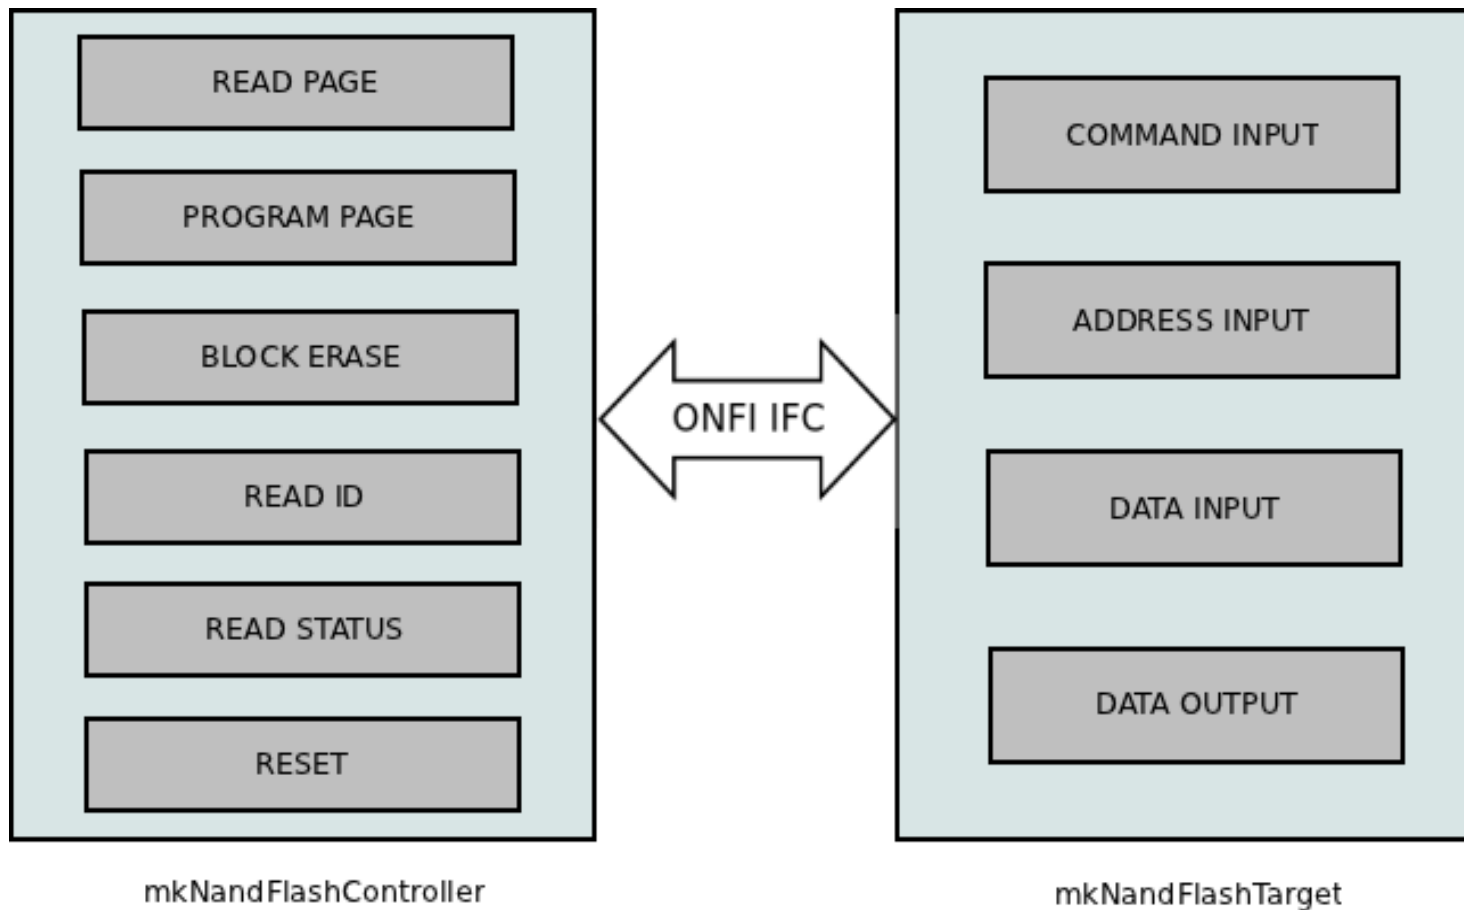 READ PAGE
PROGRAM PAGE
BLOCK ERASE
READ ID
READ STATUS
RESET
mkNandFlashController
ONFI IFC
COMMAND INPUT
ADDRESS INPUT
DATA INPUT
DATA OUTPUT
mkNandFlashTarget